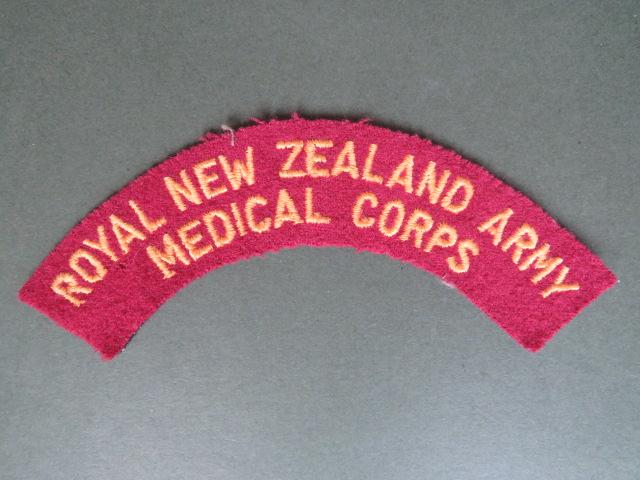 ROYAL NEW ZEALAND ARMY
MEDICAL CORPS